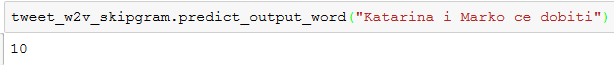 tweet_w2v_skipgram.predict_output_word("Katarina i Marko ce dobiti")
10